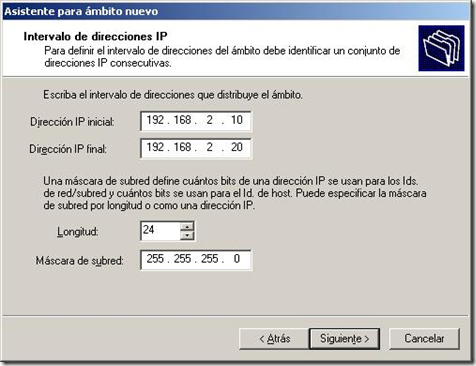 Asistente para ámbito nuevo
Intervalo de direcciones IP
Para definir el intervalo de direcciones del ámbito debe identificar un conjunto de
direcciones IP consecutivas.
Escriba el intervalo de direcciones que distribuye el ámbito.
Dirección IP inicial: 192 . 168 . 2 . 10
Dirección IP final: 192 . 168 . 2 . 20
Una máscara de subred define cuántos bits de una dirección IP se usan para los Ids.
de red/subred y cuántos bits se usan para el Id. de host. Puede especificar la máscara
de subred por longitud o como una dirección IP.
Longitud: 24
Máscara de subred: 255 . 255 . 255 . 0
< Atrás Siguiente > Cancelar